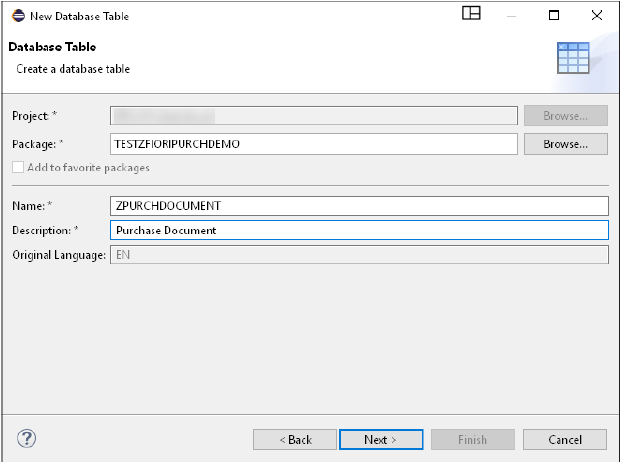 New Database Table
Database Table
Create a database table
Project: *
Browse...
Package: * TESTZFIORIPURCHDEMO Browse...
Add to favorite packages
Name: * ZPURCHDOCUMENT
Description: * Purchase Document
Original Language: EN
? < Back Next > Finish Cancel